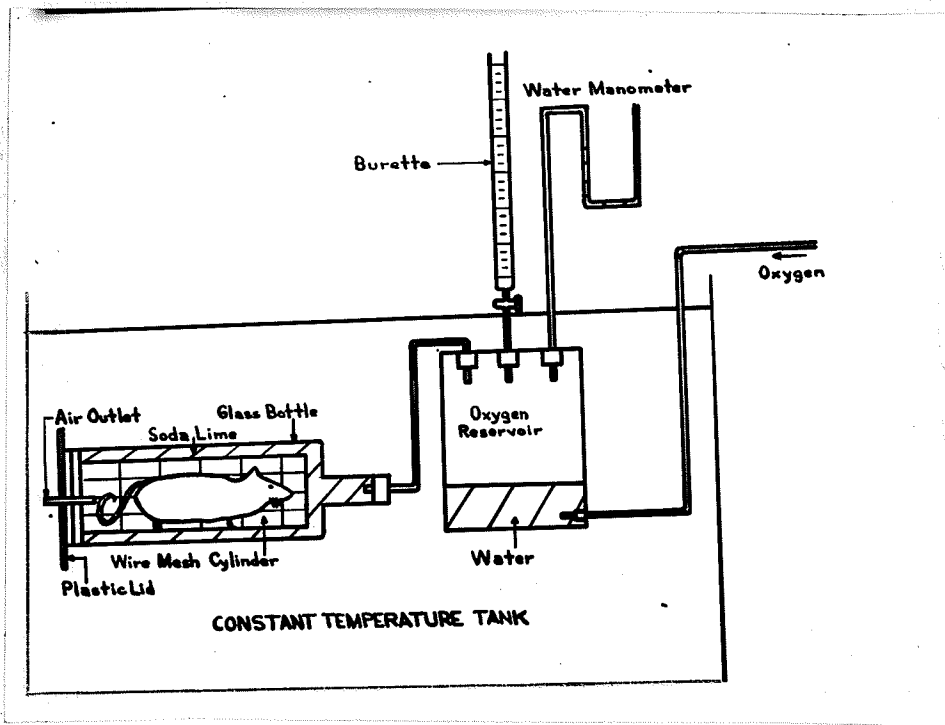 Water Manometer
Burette
Oxygen
Air Outlet
Glass Bottle
Soda Lime
Oxygen
Reservoir
Wire Mesh Cylinder
Water
Plastic Lid
CONSTANT TEMPERATURE TANK